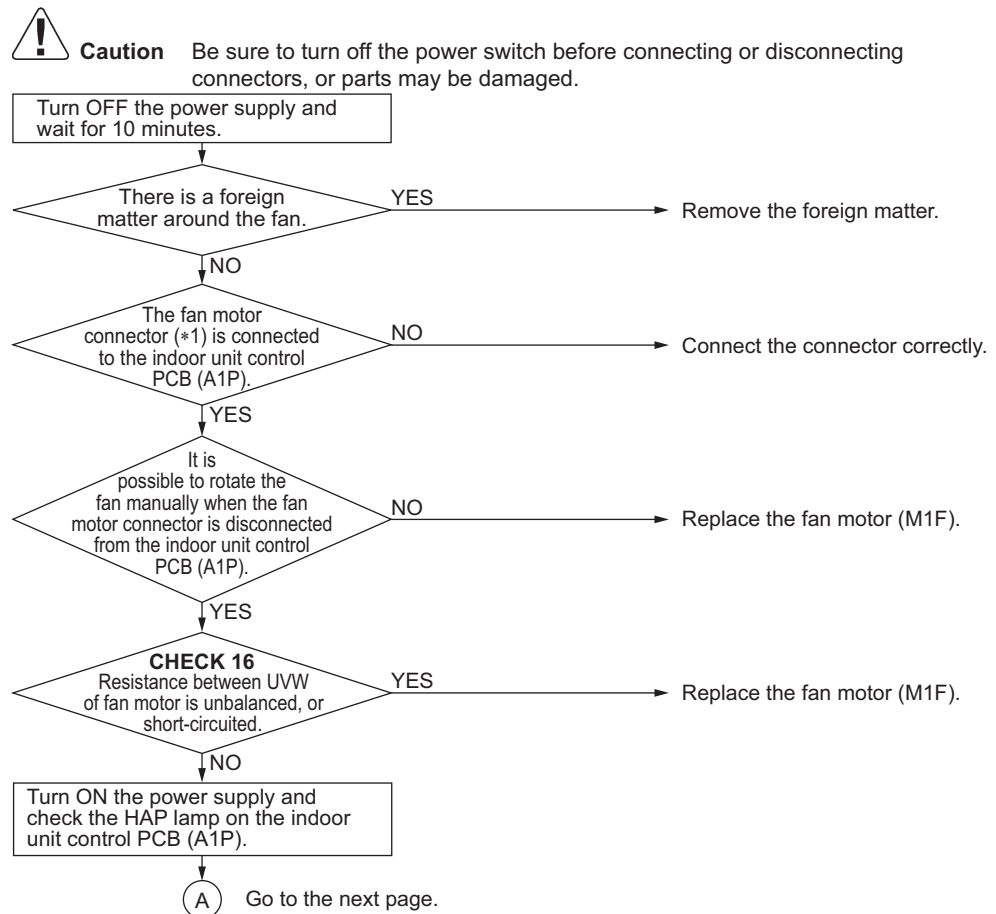 ! Caution Be sure to turn off the power switch before connecting or disconnecting
connectors, or parts may be damaged.
Turn OFF the power supply and
wait for 10 minutes.
There is a foreign
matter around the fan.
YES
Remove the foreign matter.
NO
The fan motor
connector (*1) is connected
to the indoor unit control
PCB (A1P).
NO
Connect the connector correctly.
YES
It is
possible to rotate the
fan manually when the fan
motor connector is disconnected
from the indoor unit control
PCB (A1P).
NO
Replace the fan motor (M1F).
YES
CHECK 16
Resistance between UVW
of fan motor is unbalanced, or
short-circuited.
YES
Replace the fan motor (M1F).
NO
Turn ON the power supply and
check the HAP lamp on the indoor
unit control PCB (A1P).
A Go to the next page.